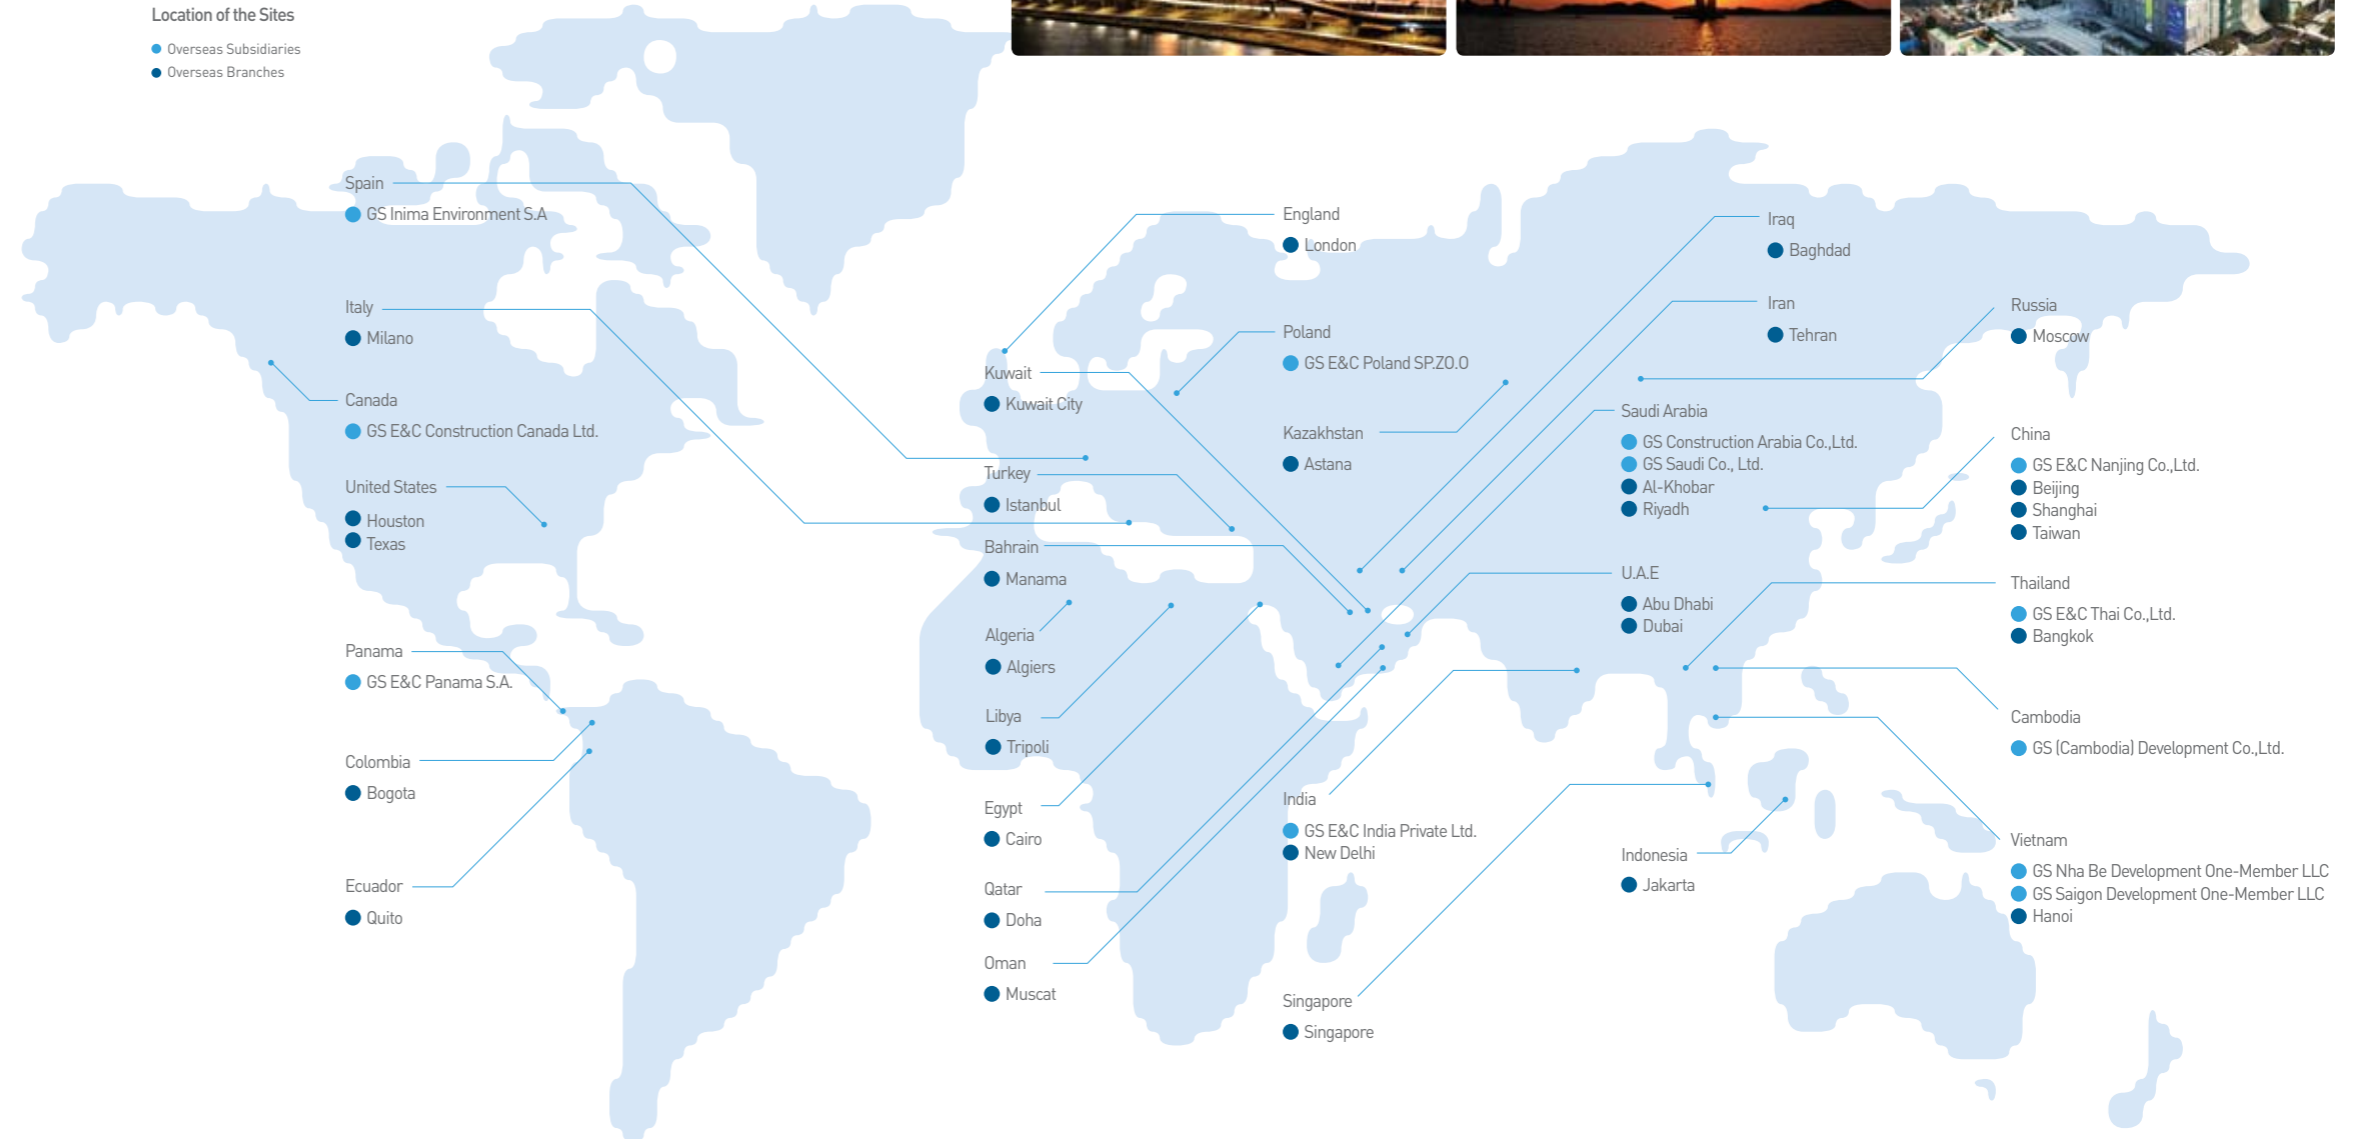 Location of the Sites
Overseas Subsidiaries
Overseas Branches
Spain
GS Inima Environment S.A
Italy
Milano
Canada
GS E&C Construction Canada Ltd.
United States
Houston
Texas
Panama
GS E&C Panama S.A.
Colombia
Bogota
Ecuador
Quito
England
London
Poland
GS E&C Poland SP.ZO.O
Kuwait
Kuwait City
Kazakhstan
Astana
Turkey
Istanbul
Bahrain
Manama
Algeria
Algiers
Libya
Tripoli
Egypt
Cairo
Qatar
Doha
Oman
Muscat
India
GS E&C India Private Ltd.
New Delhi
Singapore
Singapore
Iraq
Baghdad
Iran
Tehran
Saudi Arabia
GS Construction Arabia Co.,Ltd.
GS Saudi Co., Ltd.
Al-Khobar
Riyadh
U.A.E
Abu Dhabi
Dubai
Indonesia
Jakarta
Russia
Moscow
China
GS E&C Nanjing Co.,Ltd.
Beijing
Shanghai
Taiwan
Thailand
GS E&C Thai Co.,Ltd.
Bangkok
Cambodia
GS (Cambodia) Development Co.,Ltd.
Vietnam
GS Nha Be Development One-Member LLC
GS Saigon Development One-Member LLC
Hanoi